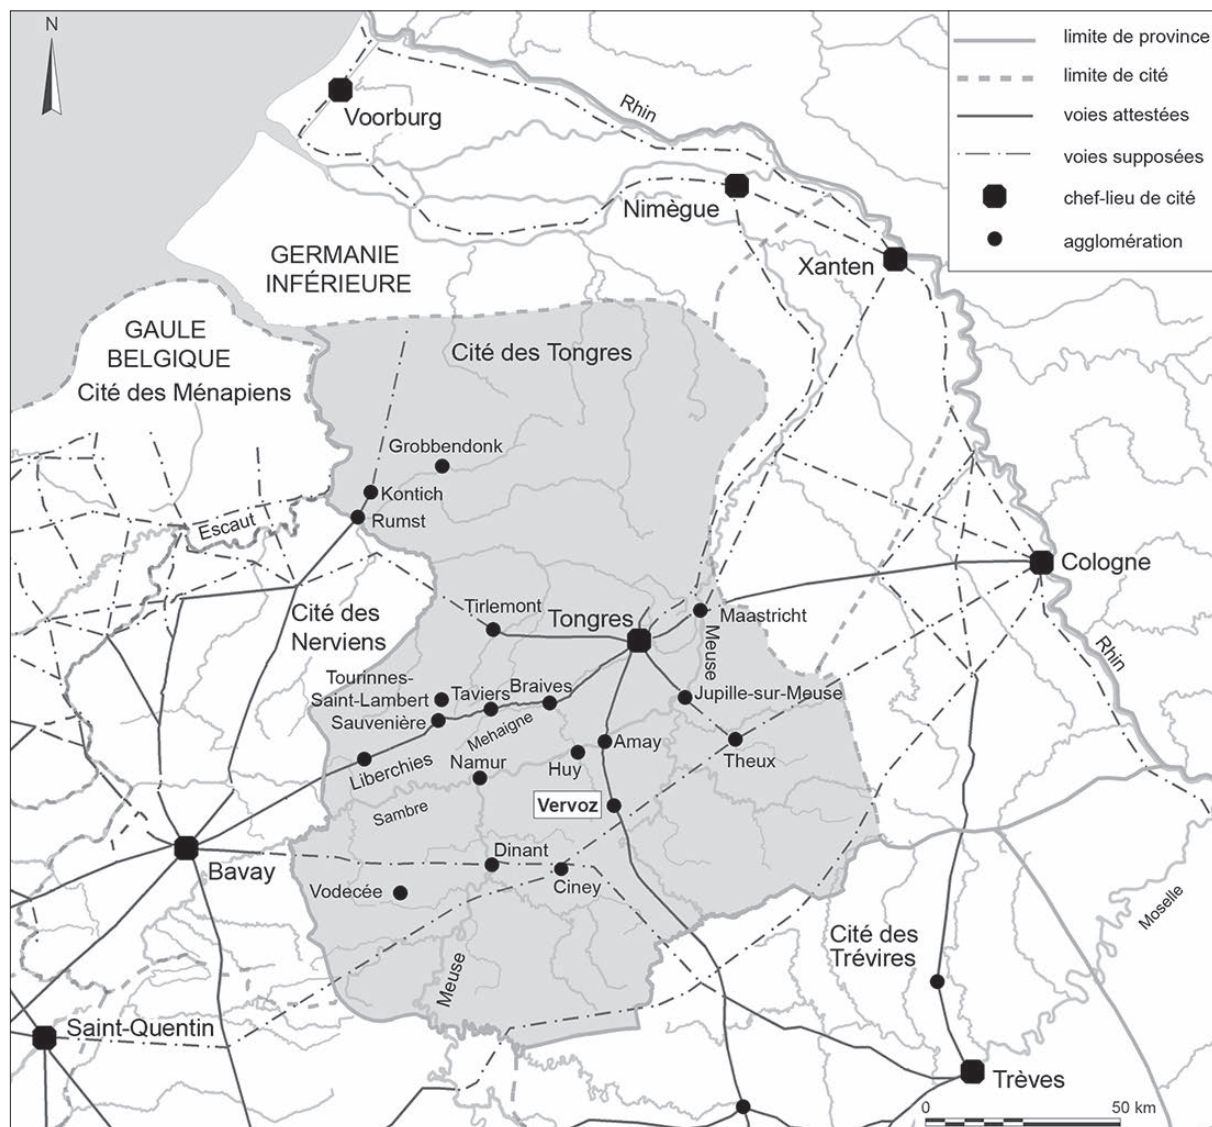 N
limite de province
limite de cité
voies attestées
voies supposées
chef-lieu de cité
agglomération
Voorburg
Rhin
Nimègue
Xanten
GERMANIE
INFÉRIEURE
GAULE
BELGIQUE
Cité des Ménapiens
Cité des Tongres
Grobbendonk
Kontich
Rumst
Escaut
Cologne
Cité des
Nerviens
Tirlemont
Tongres
Maastricht
Meuse
Rhin
Tourinnes-
Saint-Lambert
Taviers
Braives
Jupille-sur-Meuse
Sauvenière
Mehaigne
Amay
Liberchies
Namur
Huy
Theux
Sambre
Vervoz
Bavay
Dinant
Vodecée
Ciney
Moselle
Cité des
Trévires
Meuse
Saint-Quentin
Trèves
0
50 km